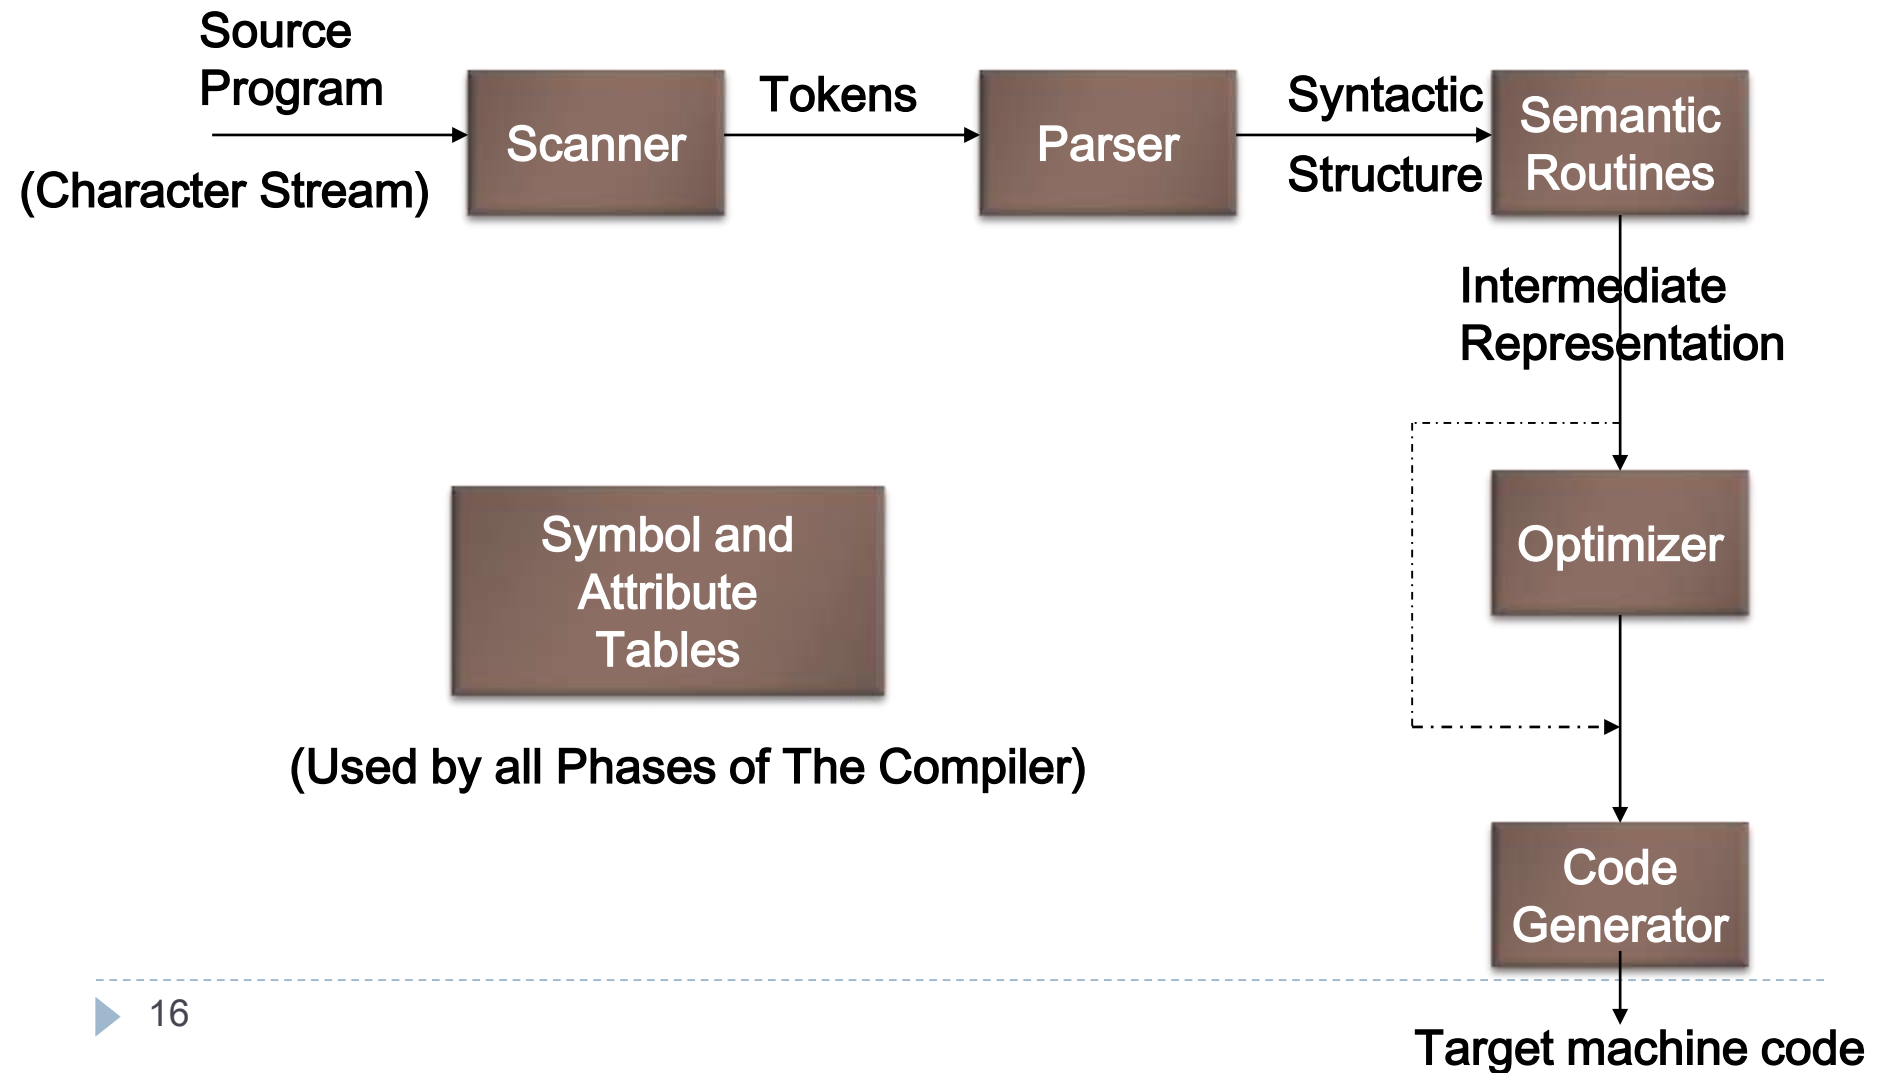 Source
Program
(Character Stream)
Scanner
Tokens
Parser
Syntactic
Structure
Semantic
Routines
Intermediate
Representation
Optimizer
Symbol and
Attribute
Tables
(Used by all Phases of The Compiler)
Code
Generator
Target machine code
16